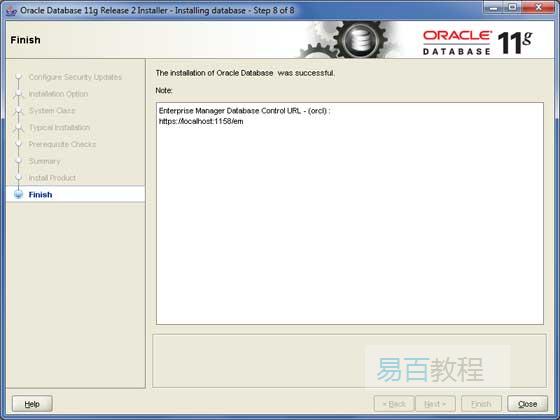 Oracle Database 11g Release 2 Installer - Installing database - Step 8 of 8
Finish
ORACLE
DATABASE 11g
Configure Security Updates
Installation Option
System Class
Typical Installation
Prerequisite Checks
Summary
Install Product
Finish
The installation of Oracle Database was successful.
Note:
Enterprise Manager Database Control URL - (orcl) :
https://localhost:1158/em
易百教程
Help
< Back
Next >
Finish
Close